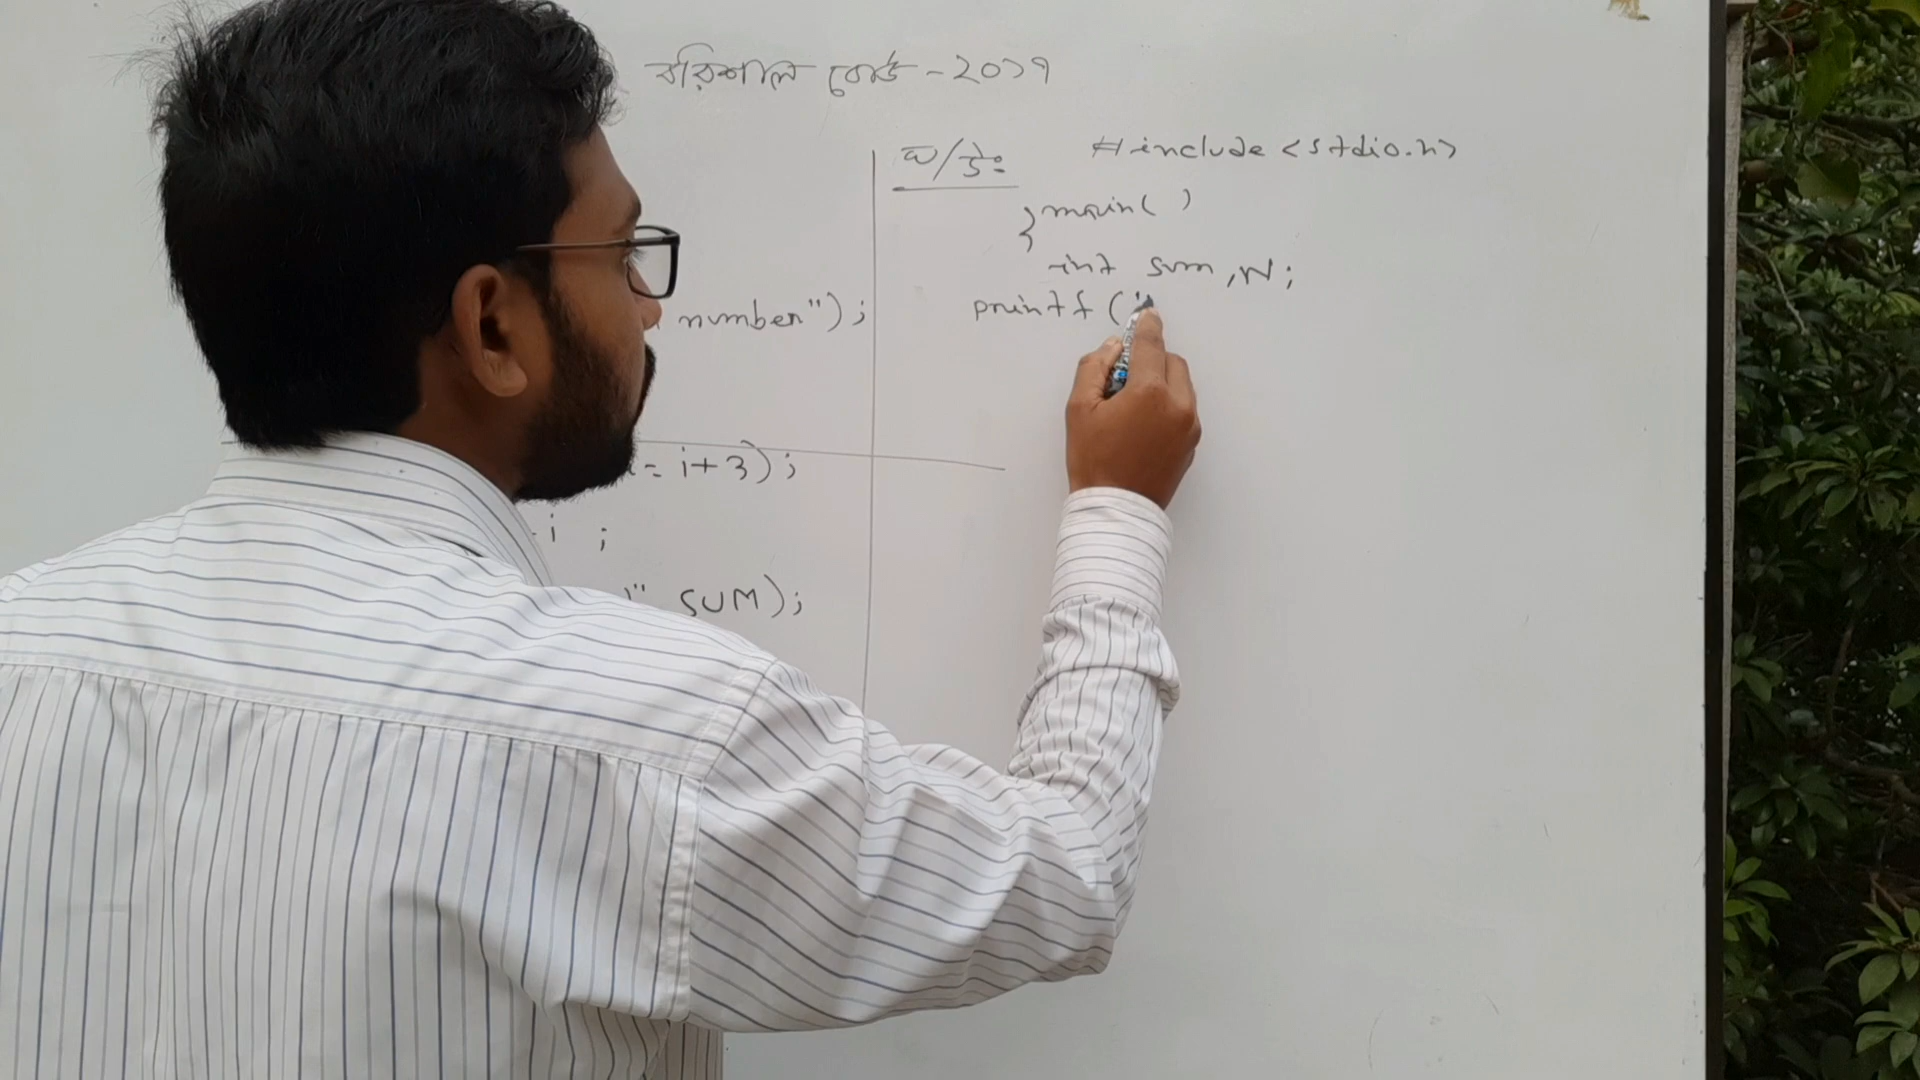 বরিশাল বোর্ড - ২০১৭
number");
= i+3);
i ;
" SUM);
#include <stdio.h>
main( )
{
int sum, N;
printf ("